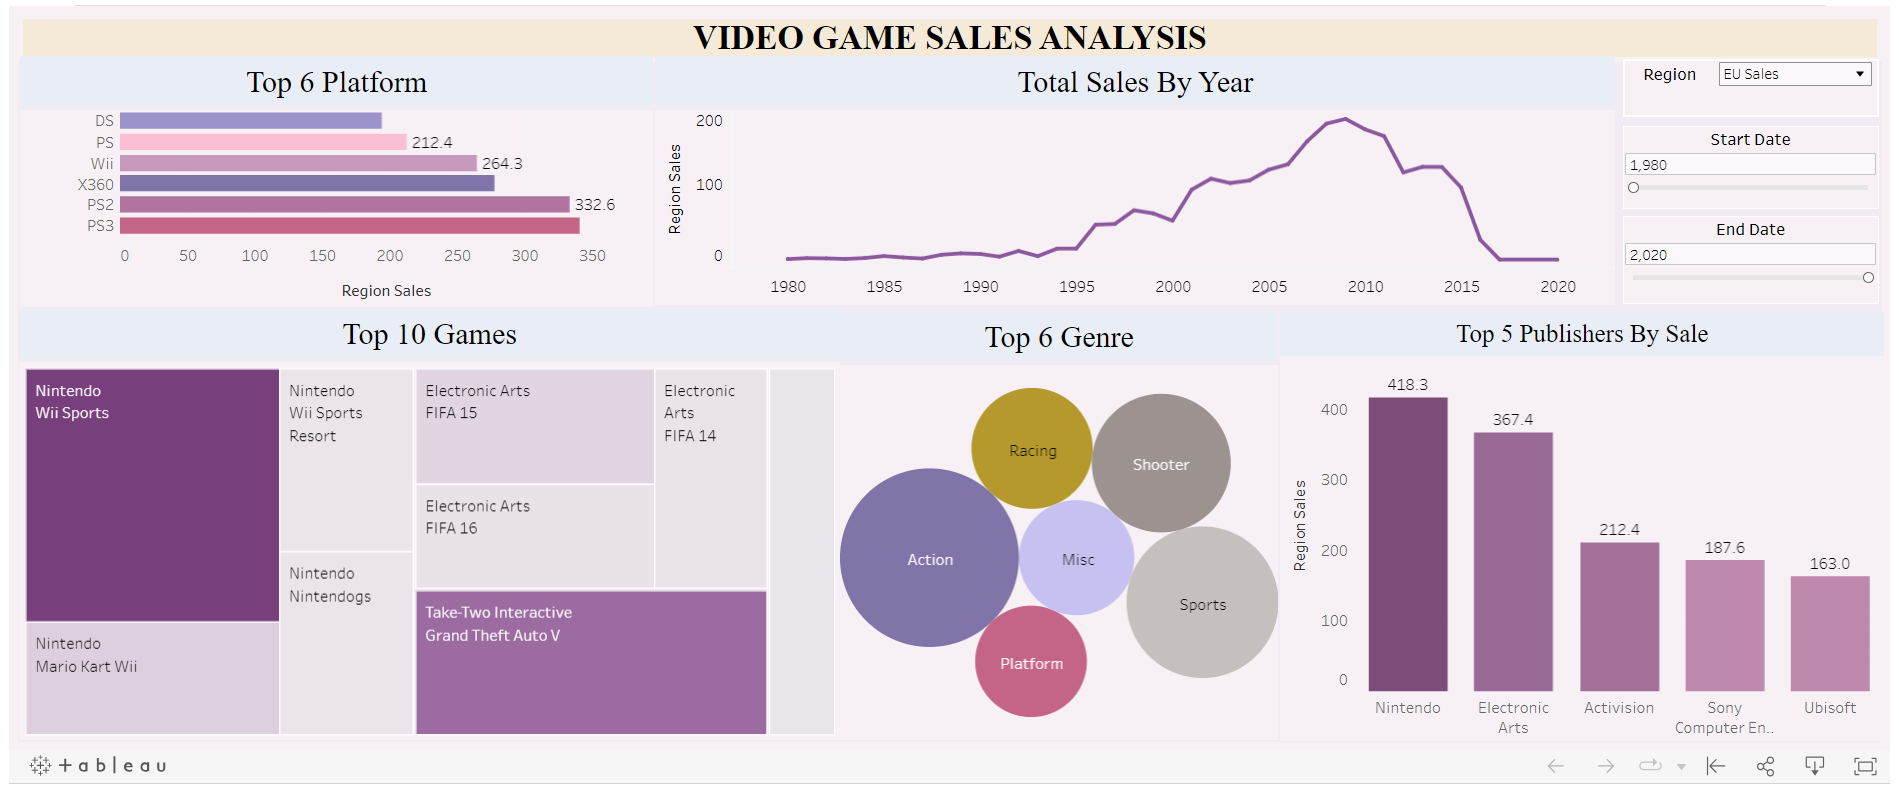 VIDEO GAME SALES ANALYSIS
Top 6 Platform
DS
PS
212.4
Wii
264.3
X360
PS2
332.6
PS3
0 50 100 150 200 250 300 350
Region Sales
Total Sales By Year
Region Sales
200
100
0
1980 1985 1990 1995 2000 2005 2010 2015 2020
Region
EU Sales
Start Date
1,980
End Date
2,020
Top 10 Games
Nintendo
Wii Sports
Nintendo
Mario Kart Wii
Nintendo
Wii Sports
Resort
Nintendo
Nintendogs
Electronic Arts
FIFA 15
Electronic Arts
FIFA 16
Electronic
Arts
FIFA 14
Take-Two Interactive
Grand Theft Auto V
Top 6 Genre
Racing
Shooter
Action
Misc
Sports
Platform
Top 5 Publishers By Sale
Region Sales
400
300
200
100
0
418.3
367.4
212.4
187.6
163.0
Nintendo
Electronic
Arts
Activision
Sony
Computer En..
Ubisoft
+ableau